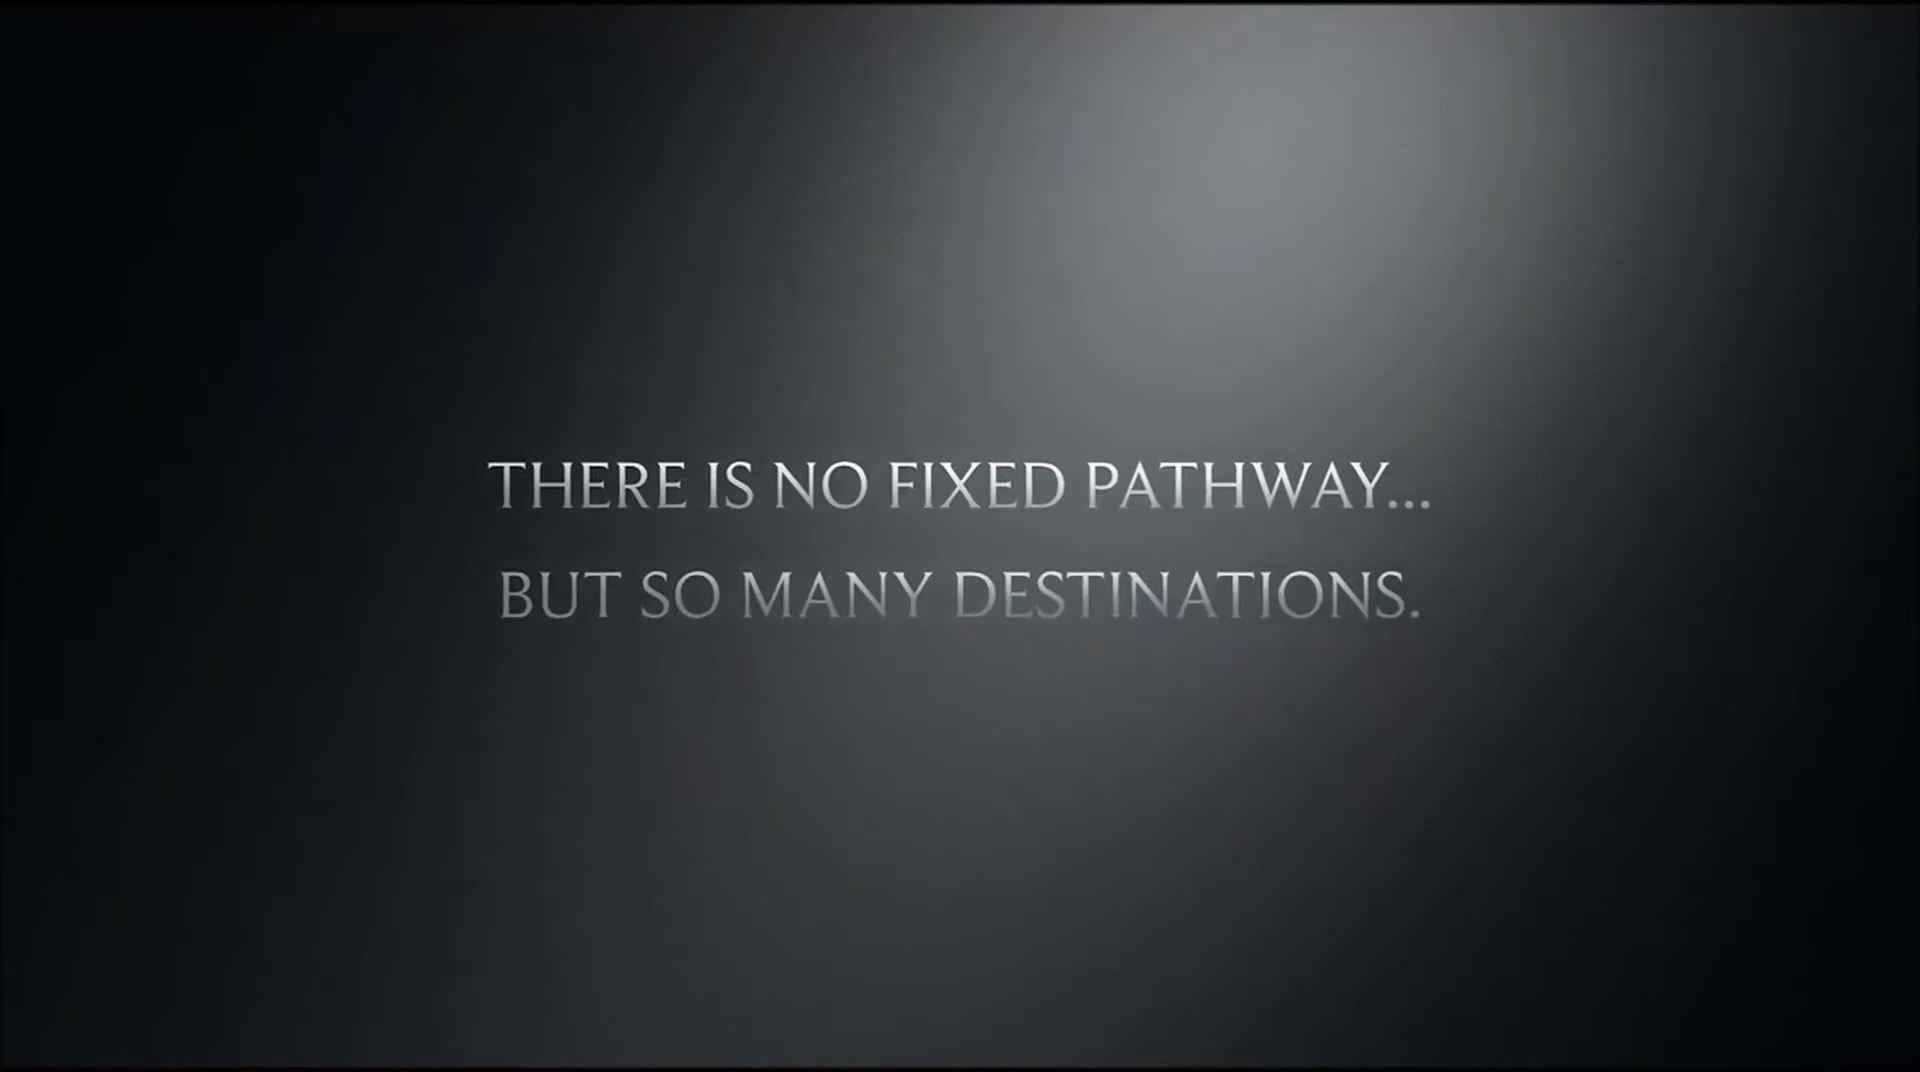 THERE IS NO FIXED PATHWAY...
BUT SO MANY DESTINATIONS.